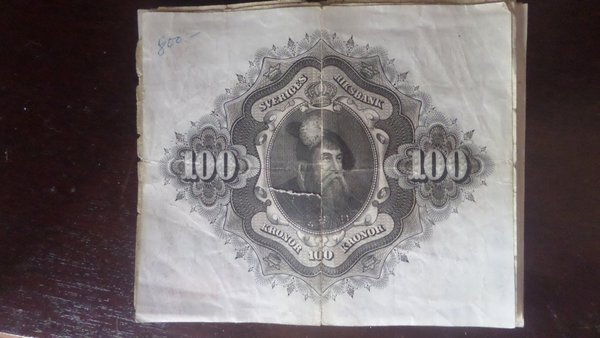 800.-
SVERIGES RIKSBANK
100 100
KRONOR 100 KRONOR